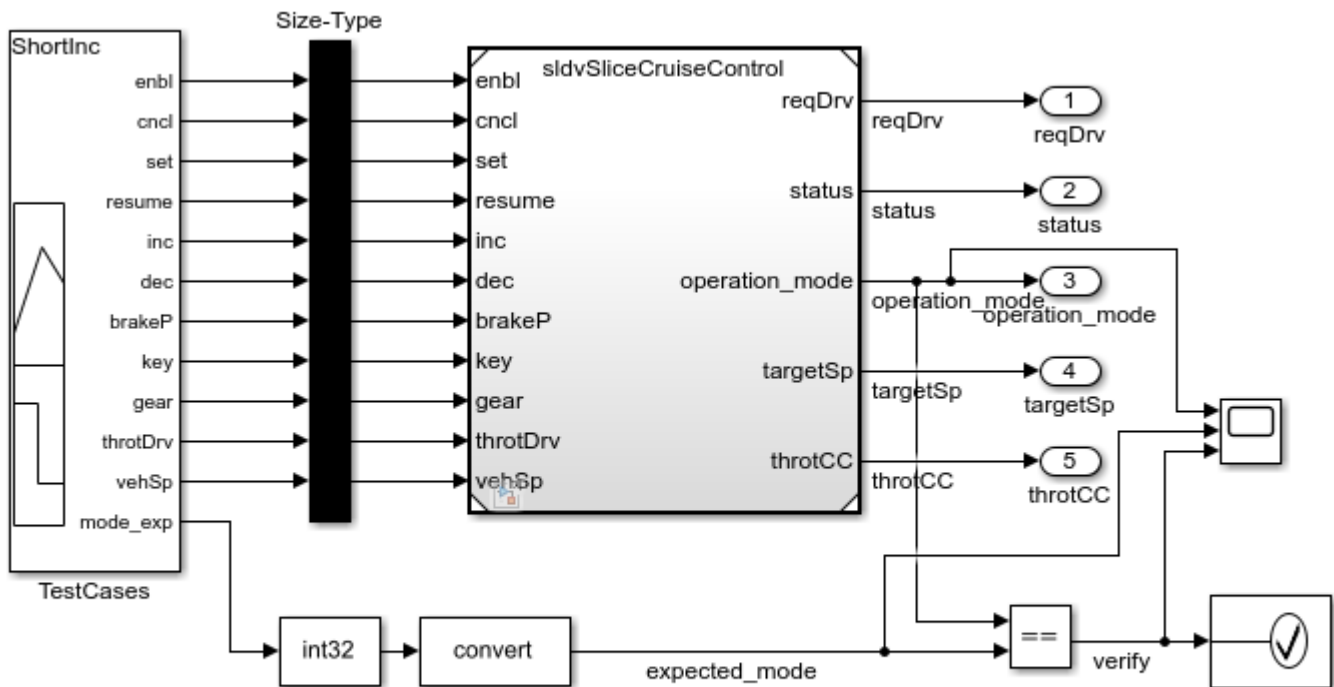 ShortInc
enbl
cncl
set
resume
inc
dec
brakeP
key
gear
throtDrv
vehSp
mode_exp
TestCases
Size-Type
sldvSliceCruiseControl
enbl
cncl
set
resume
inc
dec
brakeP
key
gear
throtDrv
vehSp
reqDrv
status
operation_mode
targetSp
throtCC
reqDrv
status
operation_mode
targetSp
throtCC
1
reqDrv
2
status
3
operation_mode
4
targetSp
5
throtCC
int32
convert
expected_mode
==
verify